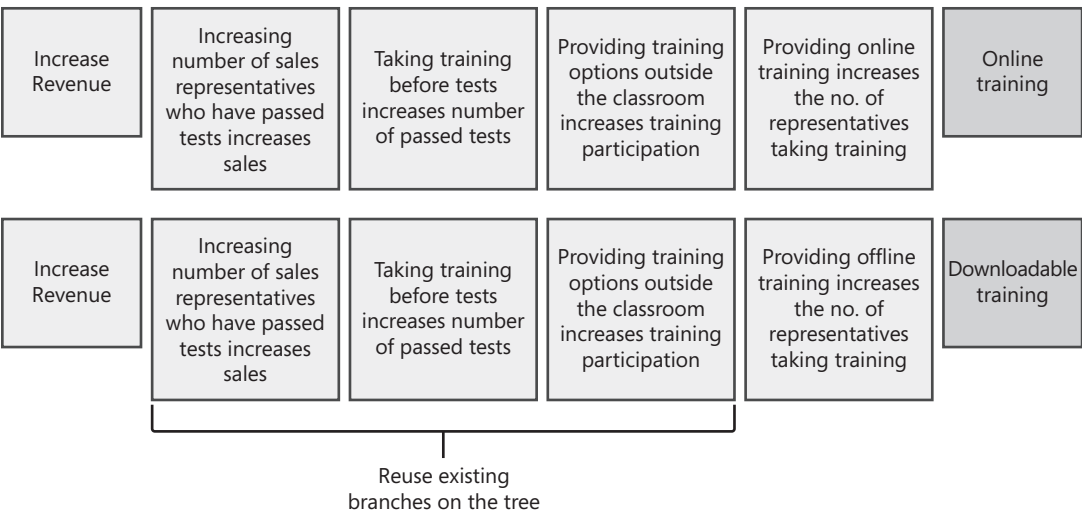 Increase
Revenue
Increasing
number of sales
representatives
who have passed
tests increases
sales
Taking training
before tests
increases number
of passed tests
Providing training
options outside
the classroom
increases training
participation
Providing online
training increases
the no. of
representatives
taking training
Online
training
Increase
Revenue
Increasing
number of sales
representatives
who have passed
tests increases
sales
Taking training
before tests
increases number
of passed tests
Providing training
options outside
the classroom
increases training
participation
Providing offline
training increases
the no. of
representatives
taking training
Downloadable
training
Reuse existing
branches on the tree